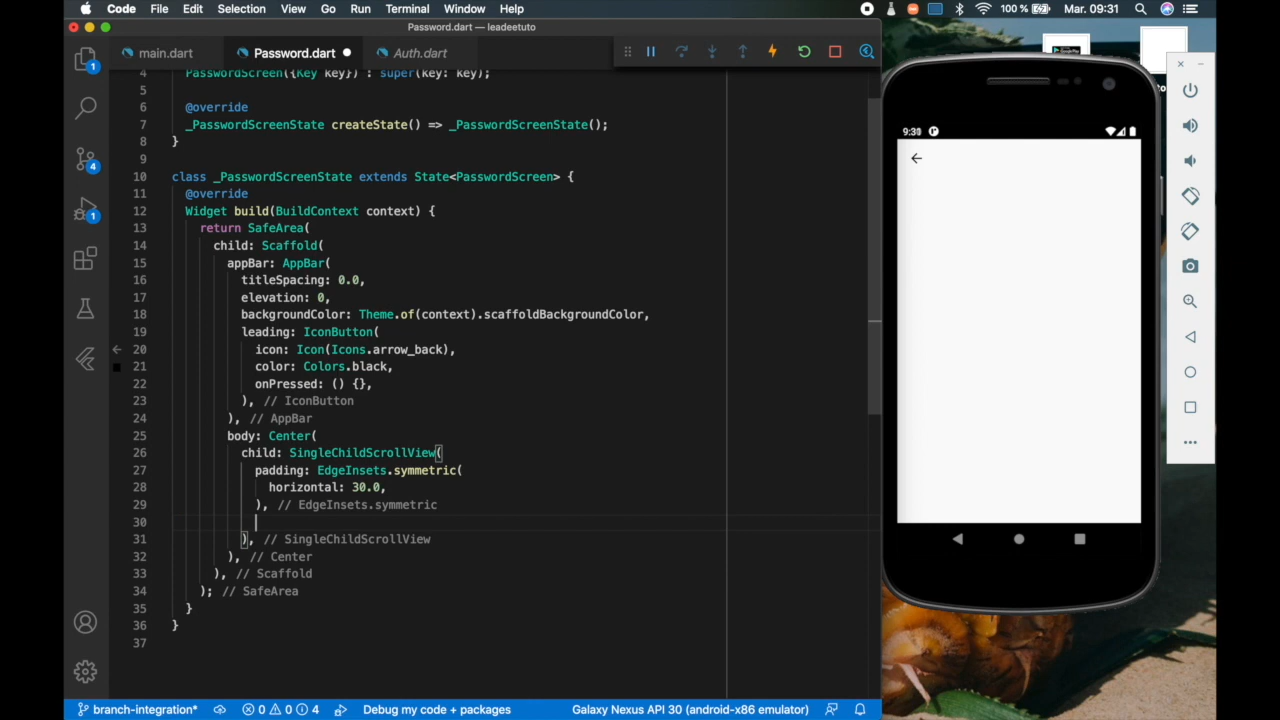 Code File Edit Selection View Go Run Terminal Window Help 100 % Mar. 09:31
Password.dart — leadeetuto
main.dart Password.dart Auth.dart
4 PasswordScreen({Key key}) : super(key: key);
5
6 @override
7 _PasswordScreenState createState() => _PasswordScreenState();
8 }
9
10 class _PasswordScreenState extends State<PasswordScreen> {
11 @override
12 Widget build(BuildContext context) {
13 return SafeArea(
14 child: Scaffold(
15 appBar: AppBar(
16 titleSpacing: 0.0,
17 elevation: 0,
18 backgroundColor: Theme.of(context).scaffoldBackgroundColor,
19 leading: IconButton(
20 icon: Icon(Icons.arrow_back),
21 color: Colors.black,
22 onPressed: () {},
23 ), // IconButton
24 ), // AppBar
25 body: Center(
26 child: SingleChildScrollView(
27 padding: EdgeInsets.symmetric(
28 horizontal: 30.0,
29 ), // EdgeInsets.symmetric
30
31 ), // SingleChildScrollView
32 ), // Center
33 ), // Scaffold
34 ); // SafeArea
35 }
36 }
37
1
4
1
branch-integration* 0 0 4 Debug my code + packages Galaxy Nexus API 30 (android-x86 emulator)
9:30